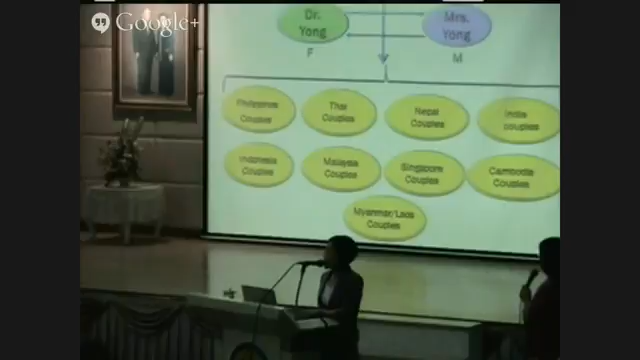 Google+
Dr.
Yong
Mrs.
Yong
F
M
Philippines
Couples
Thai
Couples
Nepal
Couples
India
couples
Indonesia
Couples
Malaysia
Couples
Singapore
Couples
Cambodia
Couples
Myanmar/Laos
Couples